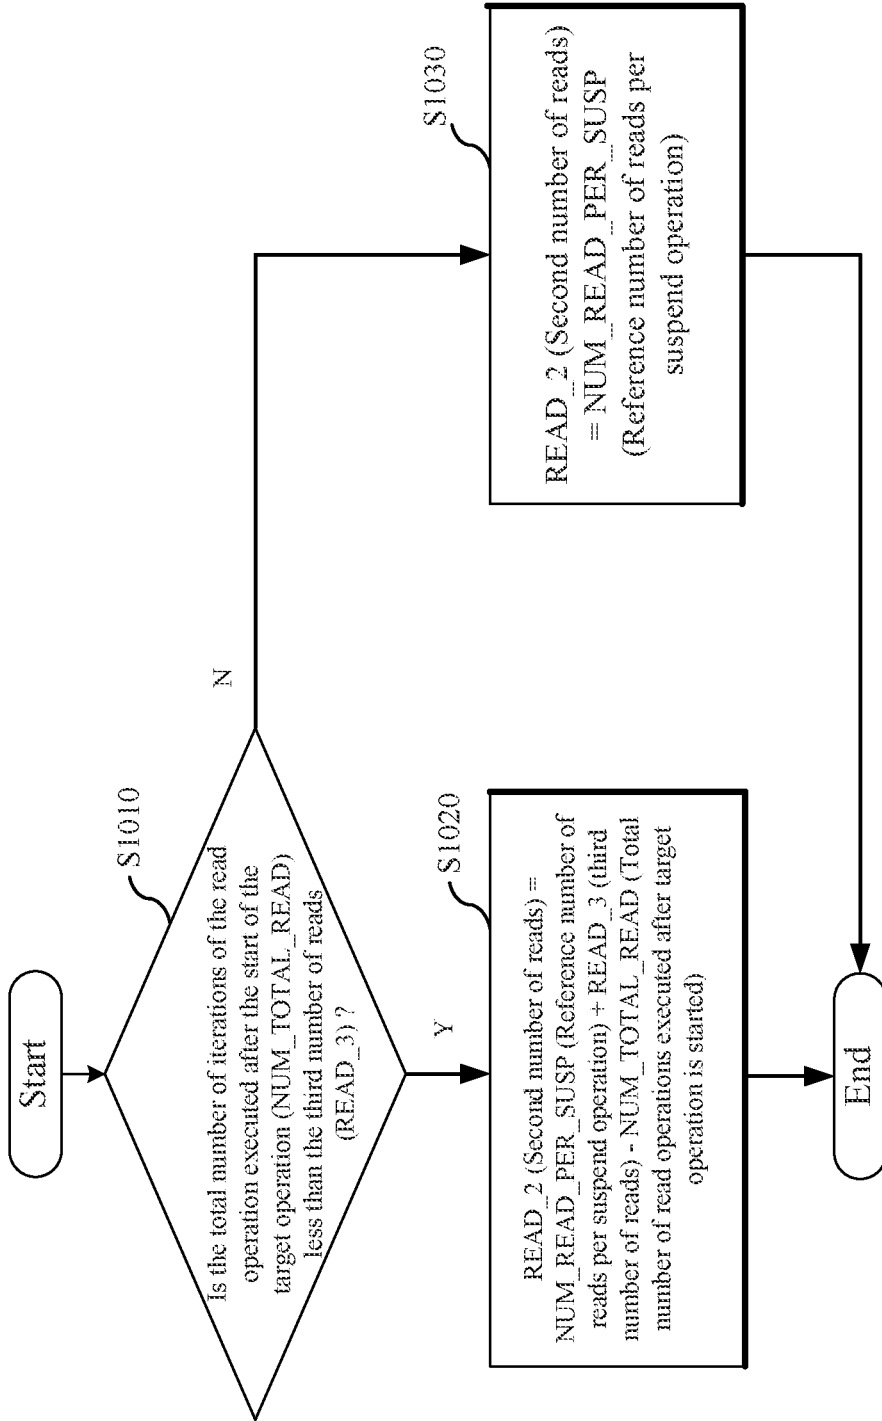 Start
S1010
Is the total number of iterations of the read
operation executed after the start of the
target operation (NUM_TOTAL_READ)
less than the third number of reads
(READ_3) ?
N
Y
S1020
READ_2 (Second number of reads) =
NUM_READ_PER_SUSP (Reference number of
reads per suspend operation) + READ_3 (third
number of reads) - NUM_TOTAL_READ (Total
number of read operations executed after target
operation is started)
S1030
READ_2 (Second number of reads)
= NUM_READ_PER_SUSP
(Reference number of reads per
suspend operation)
End